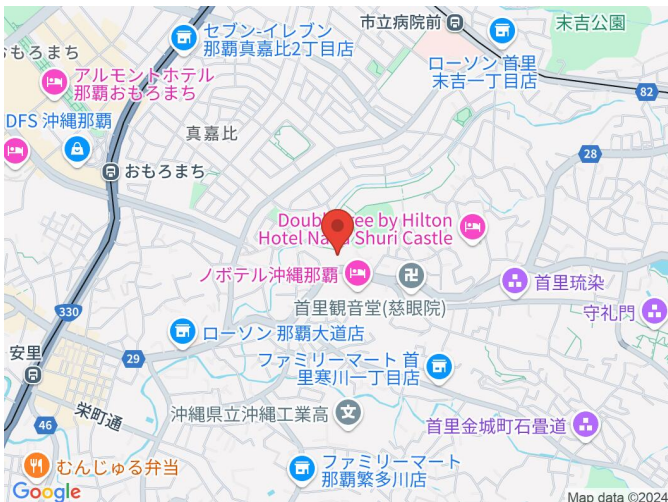 セブン-イレブン
那覇真嘉比2丁目店
市立病院前
末吉公園
もろまち
アルモントホテル
那覇おもろまち
ローソン 首里
末吉一丁目店
82
DFS 沖縄那覇
真嘉比
28
おもろまち
DoubleTree by Hilton
Hotel Naha Shuri Castle
ノボテル沖縄那覇
首里琉染
首里観音堂(慈眼院)
守礼門
330
ローソン 那覇大道店
安里
29
ファミリーマート 首
里寒川一丁目店
栄町通
46
沖縄県立沖縄工業高
首里金城町石畳道
むんじゅる弁当
ファミリーマート
那覇繁多川店
Google
Map data ©2024